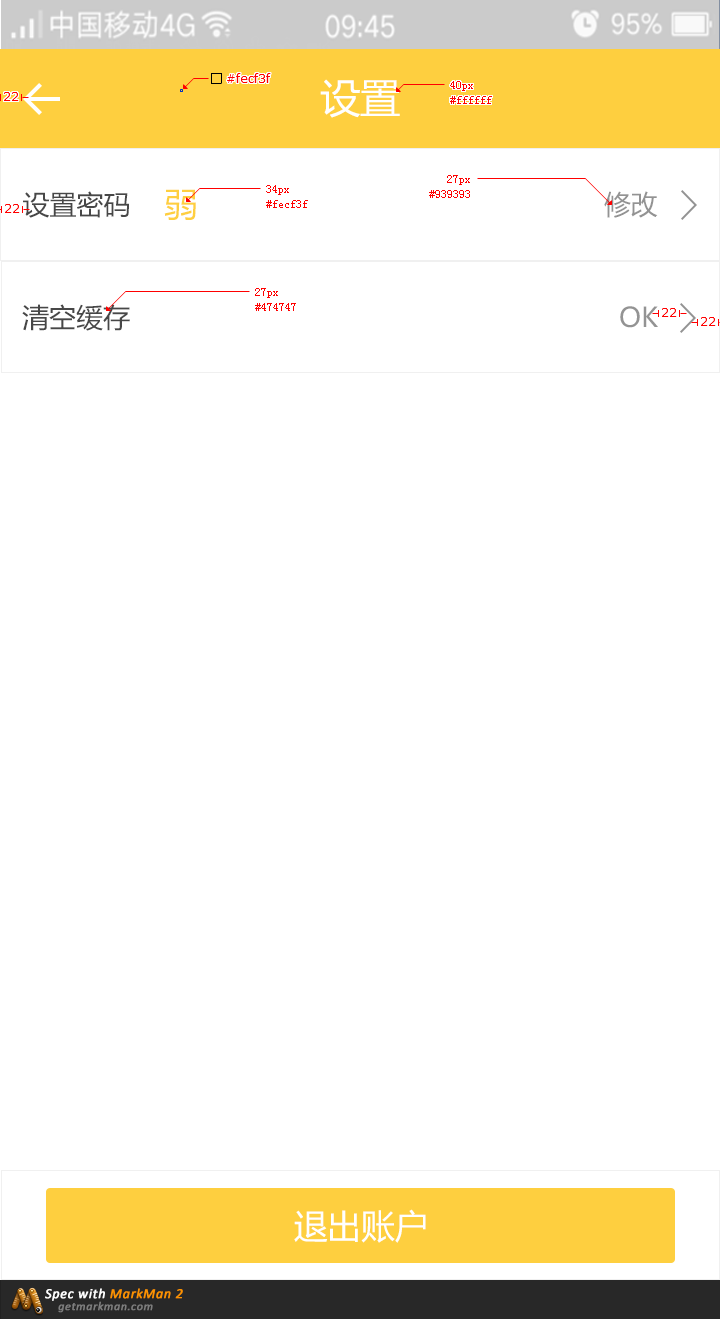 中国移动4G 09:45 95%
22 #fecf3f 设置 40px
#ffffff
22 设置密码 弱 34px
#fecf3f
27px
#939393
修改
清空缓存 27px
#474747
OK 22 22
退出账户
Spec with MarkMan 2
getmarkman.com